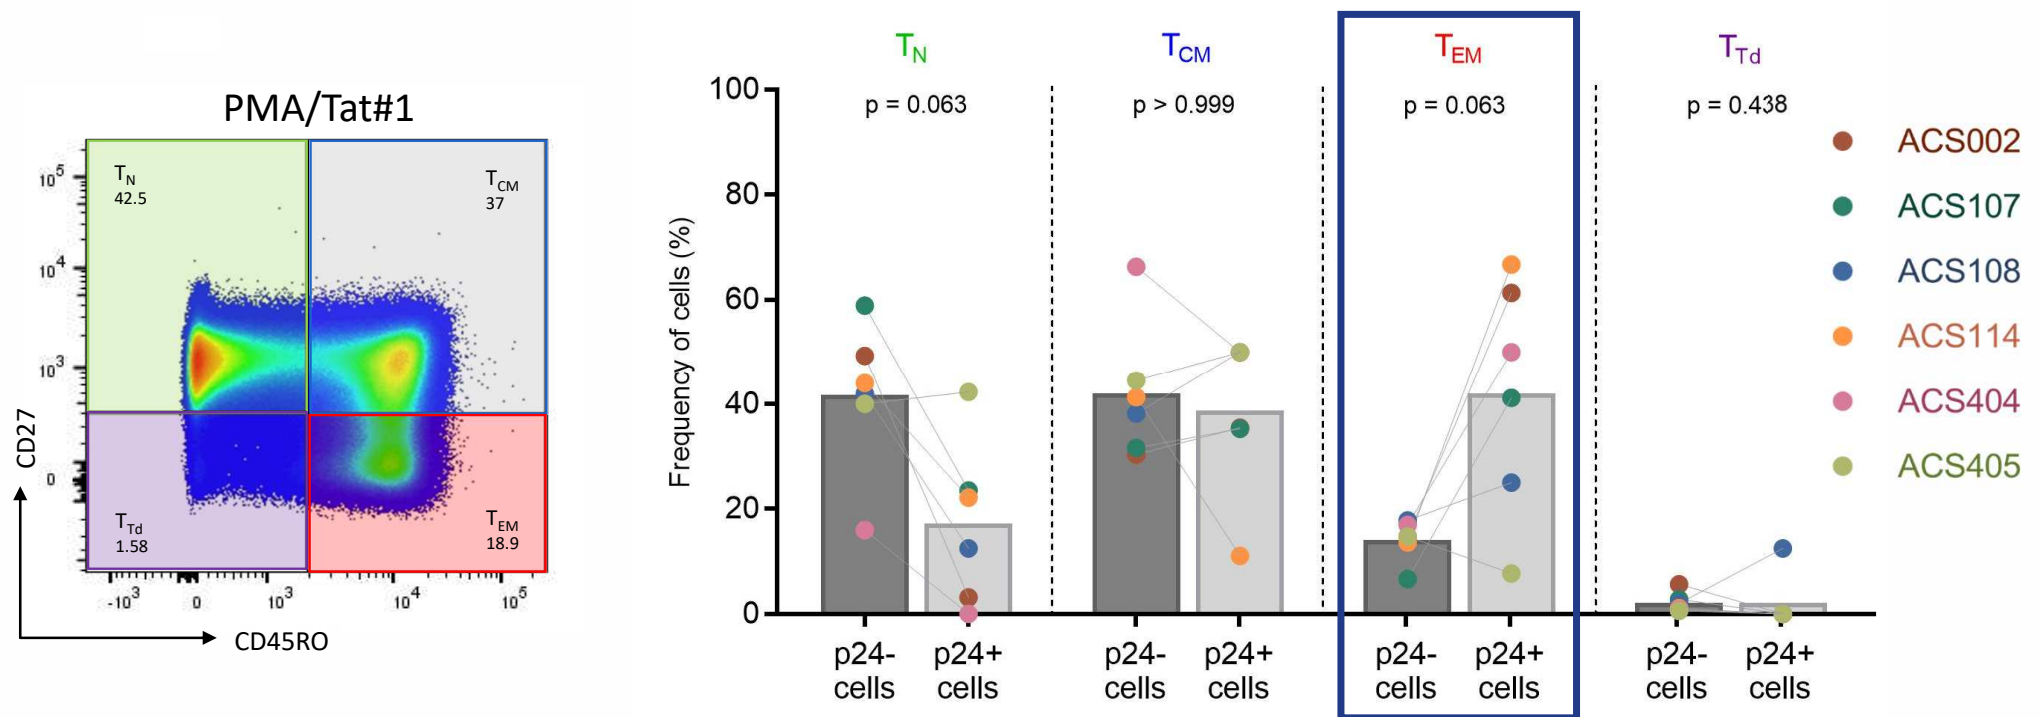 PMA/Tat#1
T_N
42.5
T_CM
37
T_Td
1.58
T_EM
18.9
10^5
10^4
10^3
0
CD27
-10^3 0 10^3 10^4 10^5
CD45RO
T_N T_CM T_EM T_Td
p = 0.063 p > 0.999 p = 0.063 p = 0.438
Frequency of cells (%)
100
80
60
40
20
0
p24- p24+ p24- p24+ p24- p24+ p24- p24+
cells cells cells cells cells cells cells cells
ACS002
ACS107
ACS108
ACS114
ACS404
ACS405